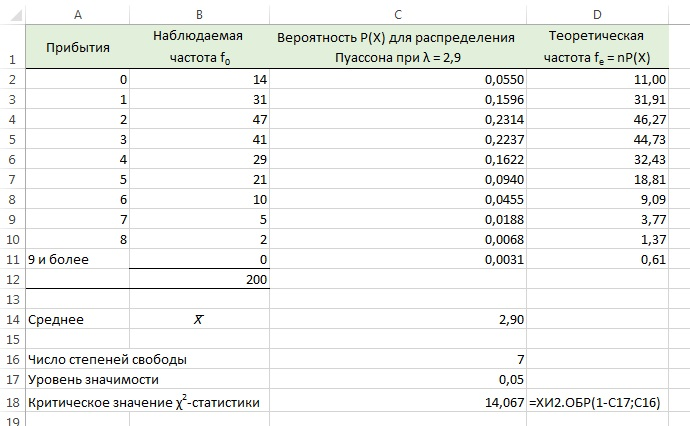 A B C D
1 Прибытия Наблюдаемая частота f₀ Вероятность P(X) для распределения Пуассона при λ = 2,9 Теоретическая частота fₑ = nP(X)
2 0 14 0,0550 11,00
3 1 31 0,1596 31,91
4 2 47 0,2314 46,27
5 3 41 0,2237 44,73
6 4 29 0,1622 32,43
7 5 21 0,0940 18,81
8 6 10 0,0455 9,09
9 7 5 0,0188 3,77
10 8 2 0,0068 1,37
11 9 и более 0 0,0031 0,61
12 200
13
14 Среднее X̅ 2,90
15
16 Число степеней свободы 7
17 Уровень значимости 0,05
18 Критическое значение χ²-статистики 14,067 =ХИ2.ОБР(1-C17;C16)
19